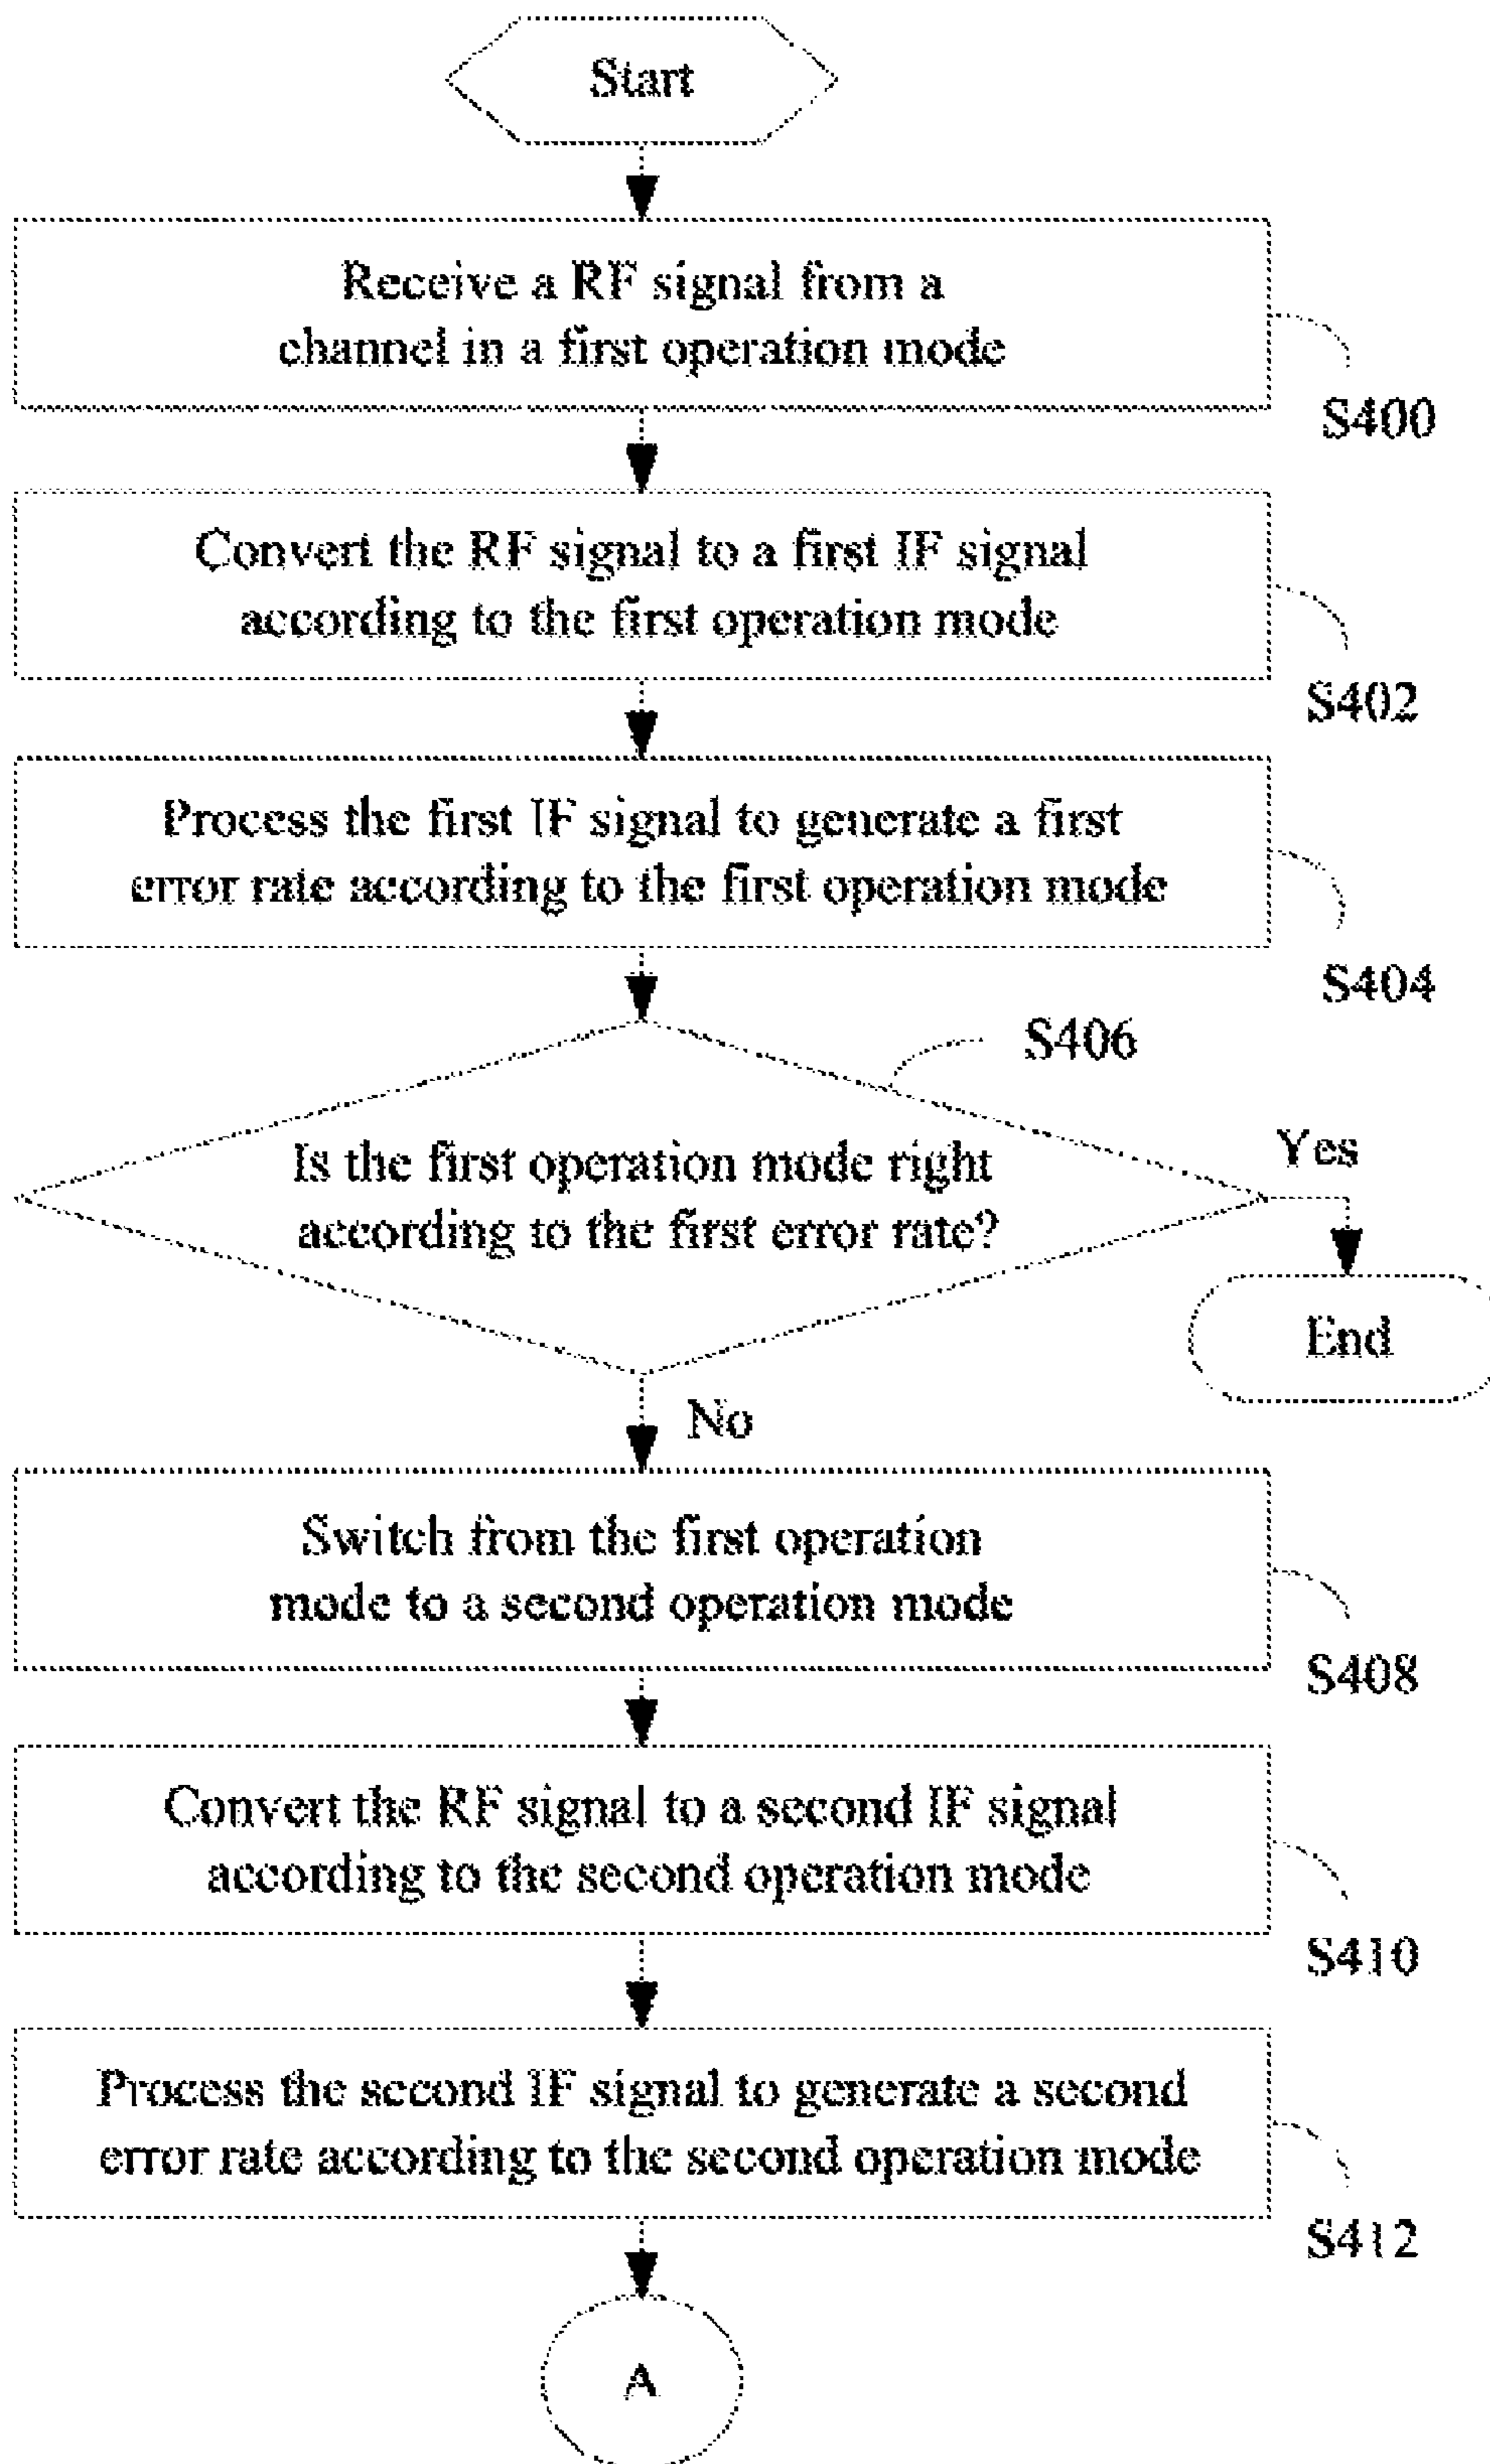 Start
Receive a RF signal from a
channel in a first operation mode
S400
Convert the RF signal to a first IF signal
according to the first operation mode
S402
Process the first IF signal to generate a first
error rate according to the first operation mode
S404
S406
Is the first operation mode right
according to the first error rate?
Yes
End
No
Switch from the first operation
mode to a second operation mode
S408
Convert the RF signal to a second IF signal
according to the second operation mode
S410
Process the second IF signal to generate a second
error rate according to the second operation mode
S412
A